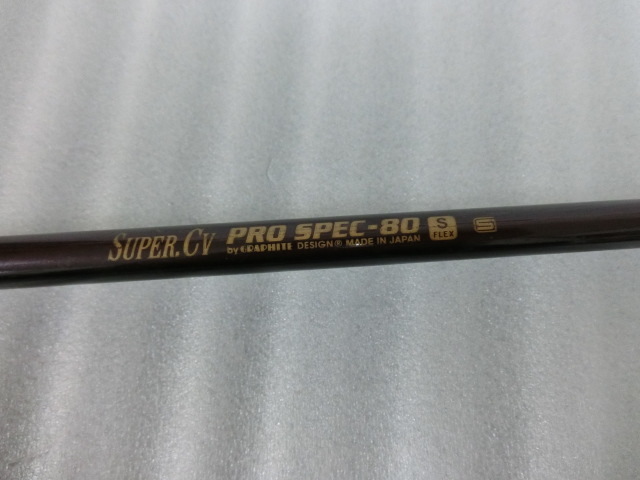 SUPER.CV PRO SPEC-80 S FLEX S
by GRAPHITE DESIGN® MADE IN JAPAN